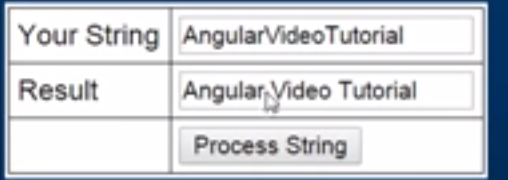 Your String AngularVideoTutorial
Result Angular Video Tutorial
Process String